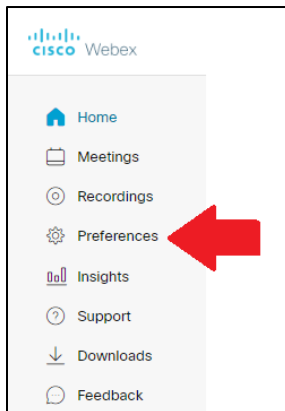 cisco Webex
Home
Meetings
Recordings
Preferences
Insights
Support
Downloads
Feedback